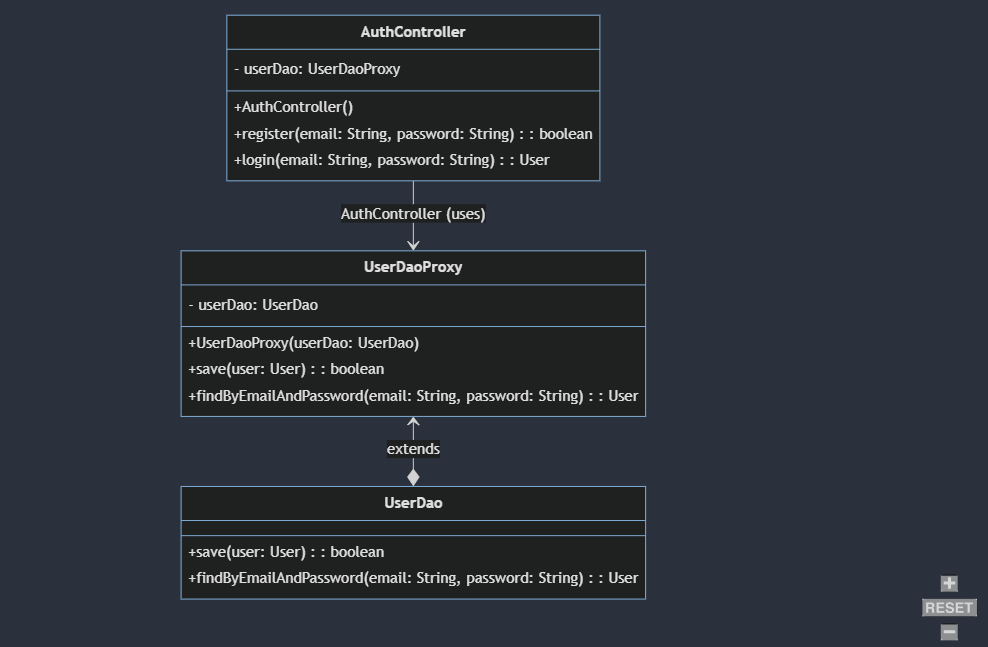 AuthController
- userDao: UserDaoProxy
+AuthController()
+register(email: String, password: String) : : boolean
+login(email: String, password: String) : : User
AuthController (uses)
UserDaoProxy
- userDao: UserDao
+UserDaoProxy(userDao: UserDao)
+save(user: User) : : boolean
+findByEmailAndPassword(email: String, password: String) : : User
extends
UserDao
+save(user: User) : : boolean
+findByEmailAndPassword(email: String, password: String) : : User
+
RESET
−